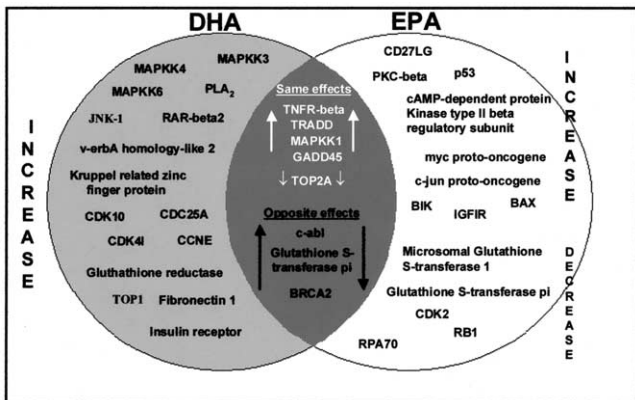 DHA
EPA
INCREASE
MAPKK3
MAPKK4
MAPKK6
PLA₂
JNK-1
RAR-beta2
v-erbA homology-like 2
Kruppel related zinc
finger protein
CDK10
CDC25A
CDK4I
CCNE
Gluthathione reductase
TOP1
Fibronectin 1
Insulin receptor
Same effects
TNFR-beta
TRADD
MAPKK1
GADD45
↓ TOP2A ↓
Opposite effects
c-abl
Glutathione S-
transferase pi
BRCA2
CD27LG
PKC-beta
p53
cAMP-dependent protein
Kinase type II beta
regulatory subunit
myc proto-oncogene
c-jun proto-oncogene
BIK
IGFIR
BAX
Microsomal Glutathione
S-transferase 1
Glutathione S-transferase pi
CDK2
RB1
RPA70
INCREASE
DECREASE